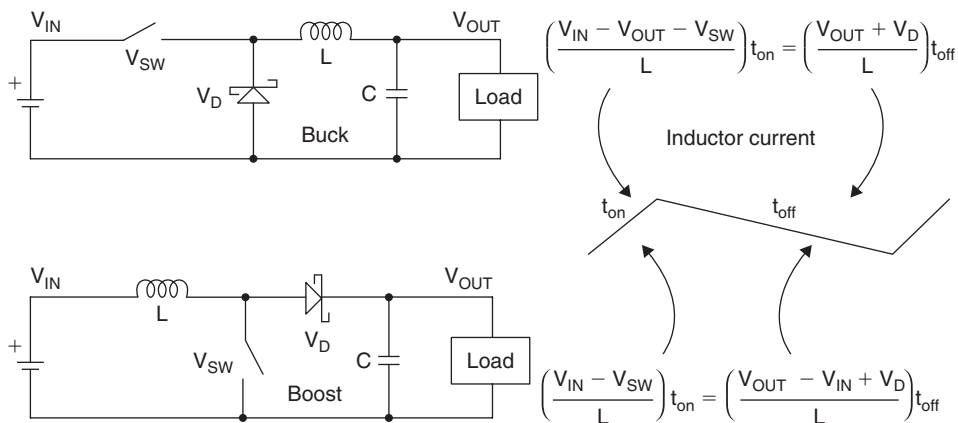 V_IN
V_SW
L
V_OUT
+
V_D
C
Load
Buck
(V_IN − V_OUT − V_SW / L) t_on = (V_OUT + V_D / L) t_off
Inductor current
t_on
t_off
V_IN
L
V_SW
V_D
V_OUT
+
C
Load
Boost
(V_IN − V_SW / L) t_on = (V_OUT − V_IN + V_D / L) t_off